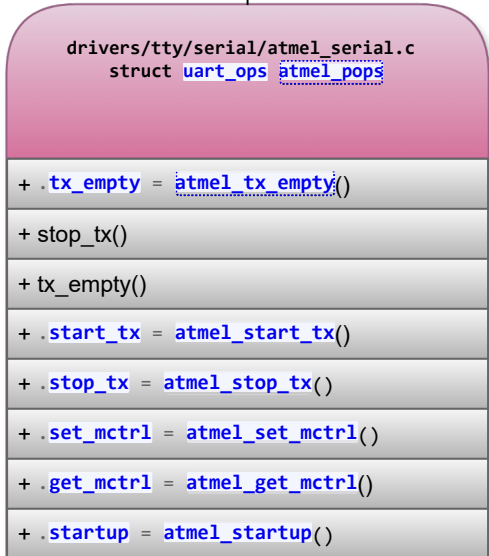 drivers/tty/serial/atmel_serial.c
struct uart_ops atmel_pops
+ .tx_empty = atmel_tx_empty()
+ stop_tx()
+ tx_empty()
+ .start_tx = atmel_start_tx()
+ .stop_tx = atmel_stop_tx()
+ .set_mctrl = atmel_set_mctrl()
+ .get_mctrl = atmel_get_mctrl()
+ .startup = atmel_startup()